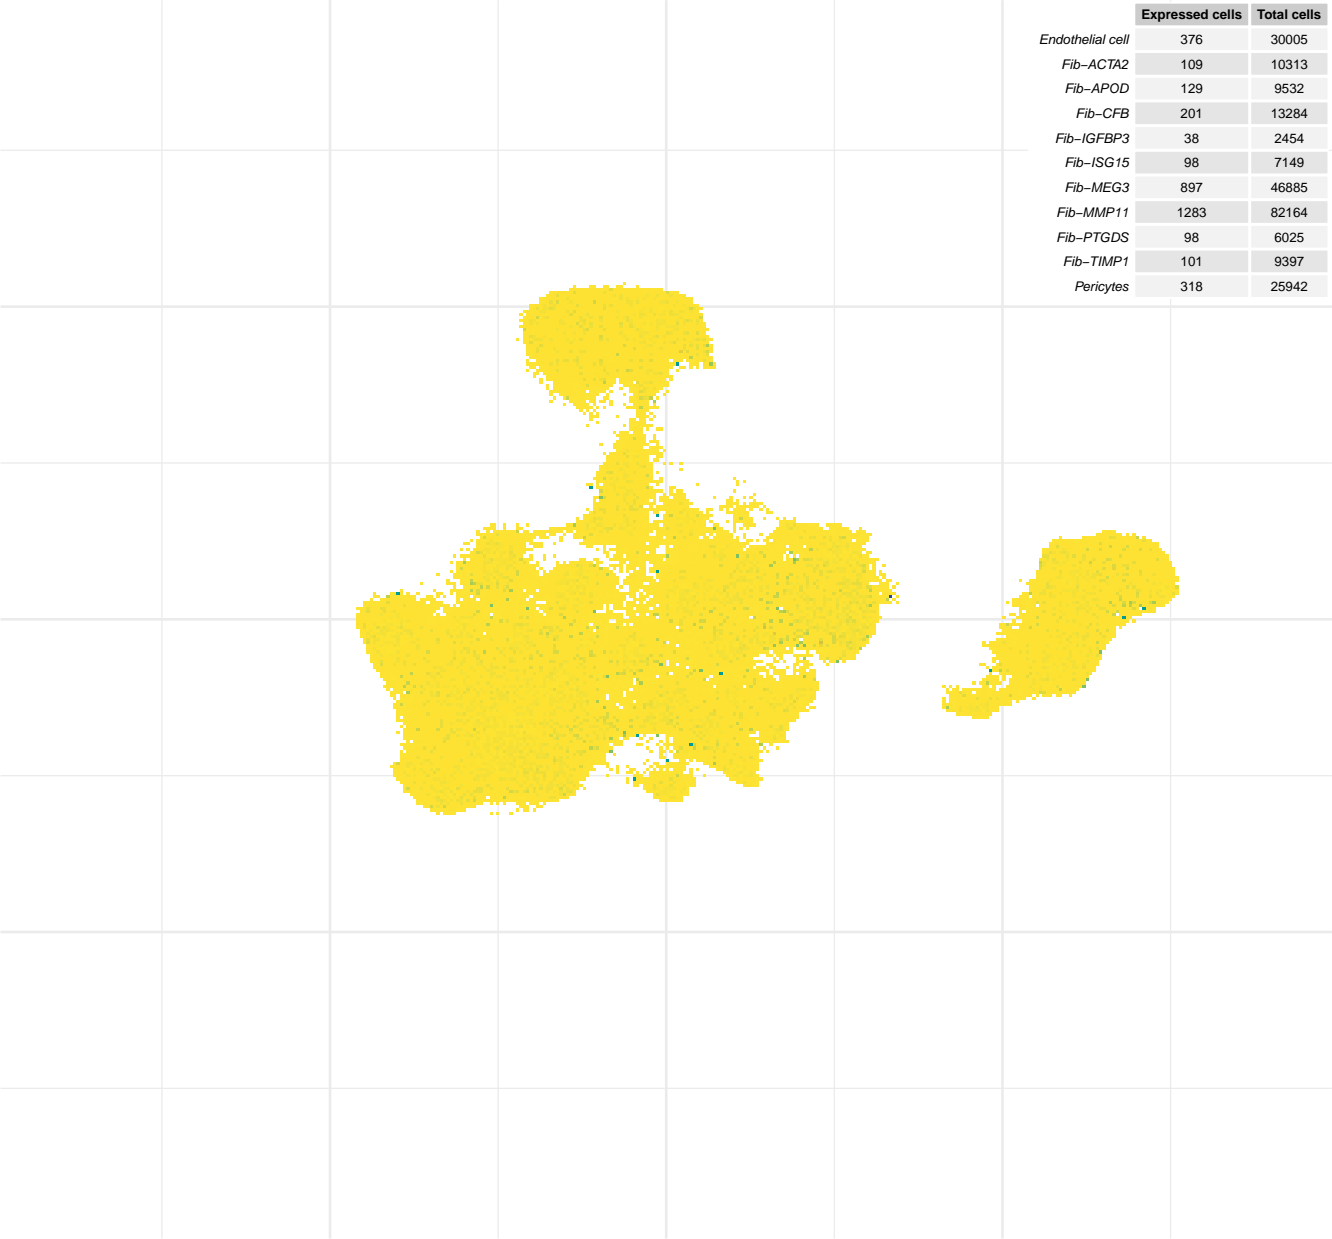 Expressed cells Total cells
Endothelial cell 376 30005
Fib−ACTA2 109 10313
Fib−APOD 129 9532
Fib−CFB 201 13284
Fib−IGFBP3 38 2454
Fib−ISG15 98 7149
Fib−MEG3 897 46885
Fib−MMP11 1283 82164
Fib−PTGDS 98 6025
Fib−TIMP1 101 9397
Pericytes 318 25942